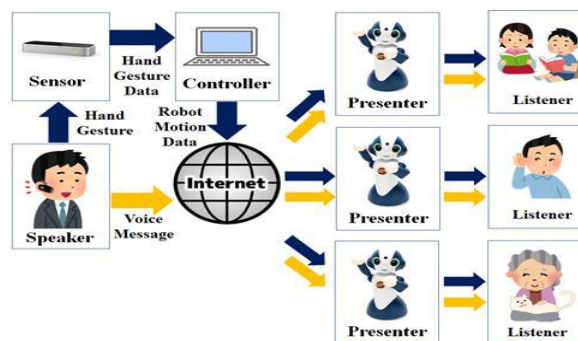 Sensor
Hand
Gesture
Data
Controller
Hand
Gesture
Robot
Motion
Data
Speaker
Voice
Message
Internet
Presenter
Listener
Presenter
Listener
Presenter
Listener